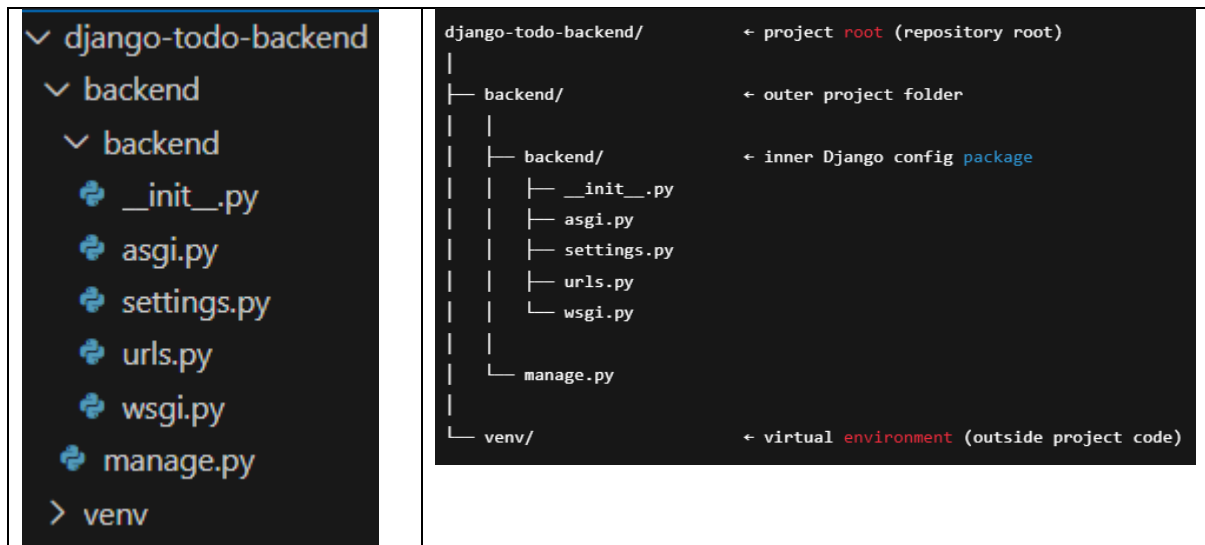 django-todo-backend
backend
backend
__init__.py
asgi.py
settings.py
urls.py
wsgi.py
manage.py
venv
django-todo-backend/ ← project root (repository root)
│
├── backend/ ← outer project folder
│ │
│ ├── backend/ ← inner Django config package
│ │ ├── __init__.py
│ │ ├── asgi.py
│ │ ├── settings.py
│ │ ├── urls.py
│ │ └── wsgi.py
│ │
│ └── manage.py
│
└── venv/ ← virtual environment (outside project code)